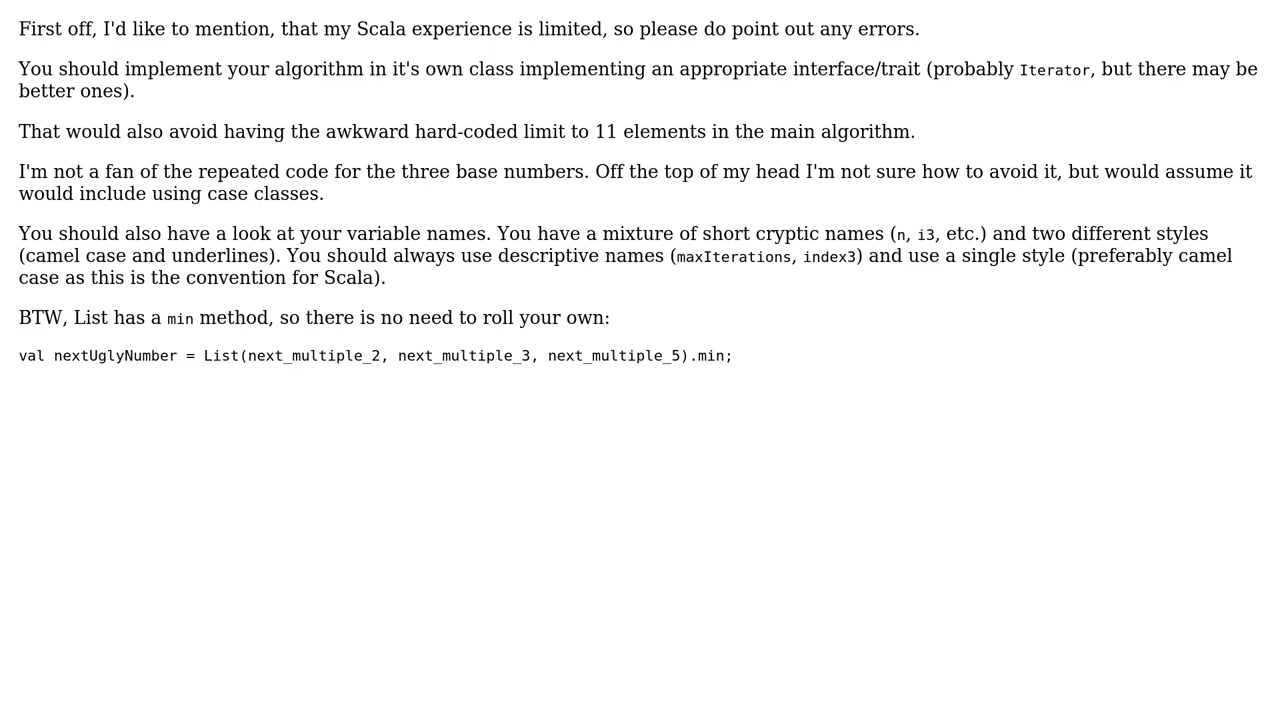 First off, I'd like to mention, that my Scala experience is limited, so please do point out any errors.
You should implement your algorithm in it's own class implementing an appropriate interface/trait (probably Iterator, but there may be
better ones).
That would also avoid having the awkward hard-coded limit to 11 elements in the main algorithm.
I'm not a fan of the repeated code for the three base numbers. Off the top of my head I'm not sure how to avoid it, but would assume it
would include using case classes.
You should also have a look at your variable names. You have a mixture of short cryptic names (n, i3, etc.) and two different styles
(camel case and underlines). You should always use descriptive names (maxIterations, index3) and use a single style (preferably camel
case as this is the convention for Scala).
BTW, List has a min method, so there is no need to roll your own:
val nextUglyNumber = List(next_multiple_2, next_multiple_3, next_multiple_5).min;